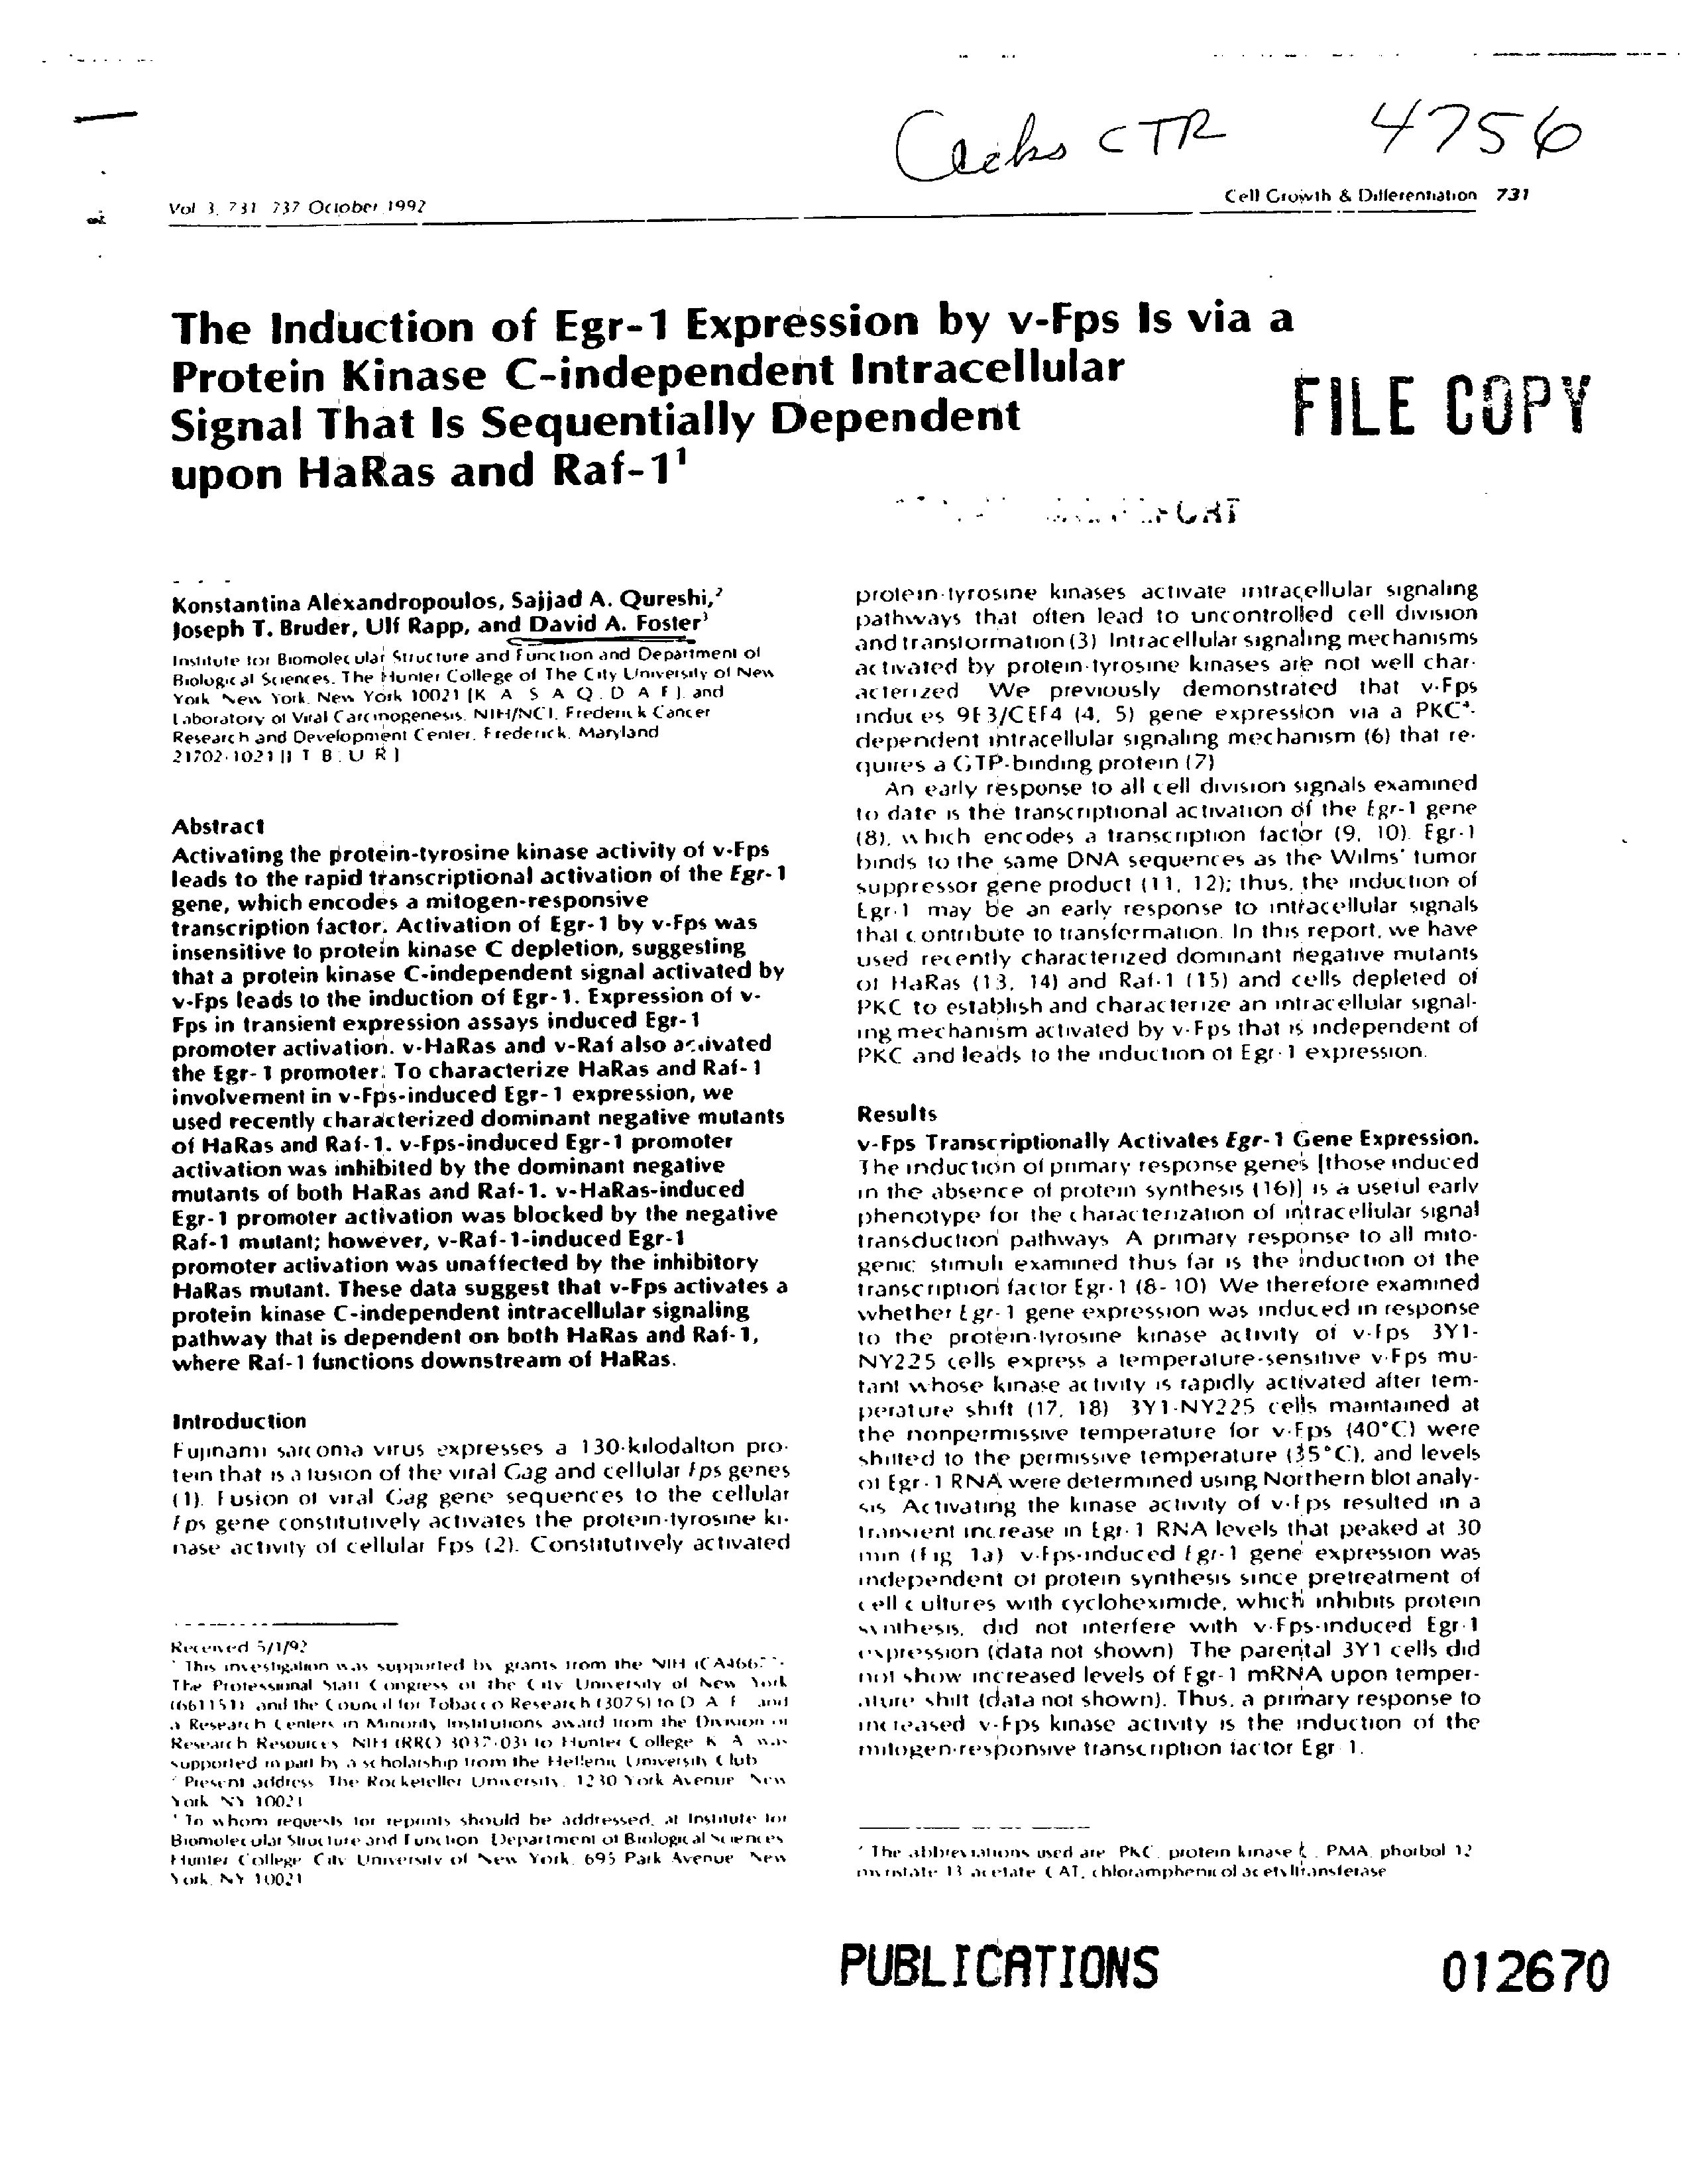 CTR 4756
Vol 3, 731 737 October 1992
Cell Growth & Differentiation 731
The Induction of Egr-1 Expression by v-Fps Is via a
Protein Kinase C-independent Intracellular
Signal That Is Sequentially Dependent
upon HaRas and Raf-1¹
FILE COPY
Konstantina Alexandropoulos, Sajjad A. Qureshi,²
Joseph T. Bruder, Ulf Rapp, and David A. Foster³
Institute for Biomolecular Structure and Function and Department of
Biological Sciences, The Hunter College of The City University of New
York New York, New York 10021 [K A S A Q. D A F], and
Laboratory of Viral Carcinogenesis, NIH/NCI, Frederick Cancer
Research and Development Center, Frederick, Maryland
21702-1021 [J T B. U R]
Abstract
Activating the protein-tyrosine kinase activity of v-Fps
leads to the rapid transcriptional activation of the Egr-1
gene, which encodes a mitogen-responsive
transcription factor. Activation of Egr-1 by v-Fps was
insensitive to protein kinase C depletion, suggesting
that a protein kinase C-independent signal activated by
v-Fps leads to the induction of Egr-1. Expression of v-
Fps in transient expression assays induced Egr-1
promoter activation. v-HaRas and v-Raf also activated
the Egr-1 promoter. To characterize HaRas and Raf-1
involvement in v-Fps-induced Egr-1 expression, we
used recently characterized dominant negative mutants
of HaRas and Raf-1. v-Fps-induced Egr-1 promoter
activation was inhibited by the dominant negative
mutants of both HaRas and Raf-1. v-HaRas-induced
Egr-1 promoter activation was blocked by the negative
Raf-1 mutant; however, v-Raf-1-induced Egr-1
promoter activation was unaffected by the inhibitory
HaRas mutant. These data suggest that v-Fps activates a
protein kinase C-independent intracellular signaling
pathway that is dependent on both HaRas and Raf-1,
where Raf-1 functions downstream of HaRas.
Introduction
Fujinami sarcoma virus expresses a 130-kilodalton pro-
tein that is a fusion of the viral Gag and cellular fps genes
(1). Fusion of viral Gag gene sequences to the cellular
fps gene constitutively activates the protein-tyrosine ki-
nase activity of cellular Fps (2). Constitutively activated
Received 5/1/92
¹ This investigation was supported by grants from the NIH
The Professional Staff Congress of the City University of New York
(661151) and the Council for Tobacco Research (3075) to D A F and
a Research Centers in Minority Institutions award from the Division of
Research Resources NIH (RRO 3037-03) to Hunter College K A was
supported in part by a scholarship from the Hellenic University Club
² Present address The Rockefeller University, 1230 York Avenue New
York NY 10021
³ To whom requests for reprints should be addressed, at Institute for
Biomolecular Structure and Function Department of Biological Sciences
Hunter College City University of New York, 695 Park Avenue New
York, NY 10021
protein-tyrosine kinases activate intracellular signaling
pathways that often lead to uncontrolled cell division
and transformation (3) Intracellular signaling mechanisms
activated by protein-tyrosine kinases are not well char-
acterized We previously demonstrated that v-Fps
induces 9E3/CEF4 (4, 5) gene expression via a PKC⁴-
dependent intracellular signaling mechanism (6) that re-
quires a GTP-binding protein (7)
An early response to all cell division signals examined
to date is the transcriptional activation of the Egr-1 gene
(8), which encodes a transcription factor (9, 10). Egr-1
binds to the same DNA sequences as the Wilms' tumor
suppressor gene product (11, 12); thus, the induction of
Egr-1 may be an early response to intracellular signals
that contribute to transformation. In this report, we have
used recently characterized dominant negative mutants
of HaRas (13, 14) and Raf-1 (15) and cells depleted of
PKC to establish and characterize an intracellular signal-
ing mechanism activated by v-Fps that is independent of
PKC and leads to the induction of Egr-1 expression.
Results
v-Fps Transcriptionally Activates Egr-1 Gene Expression.
The induction of primary response genes [those induced
in the absence of protein synthesis (16)] is a useful early
phenotype for the characterization of intracellular signal
transduction pathways A primary response to all mito-
genic stimuli examined thus far is the induction of the
transcription factor Egr-1 (8-10) We therefore examined
whether Egr-1 gene expression was induced in response
to the protein-tyrosine kinase activity of v-Fps 3Y1-
NY225 cells express a temperature-sensitive v-Fps mu-
tant whose kinase activity is rapidly activated after tem-
perature shift (17, 18) 3Y1-NY225 cells maintained at
the nonpermissive temperature for v-Fps (40°C) were
shifted to the permissive temperature (35°C), and levels
of Egr-1 RNA were determined using Northern blot analy-
sis Activating the kinase activity of v-Fps resulted in a
transient increase in Egr-1 RNA levels that peaked at 30
min (Fig 1a) v-Fps-induced Egr-1 gene expression was
independent of protein synthesis since pretreatment of
cell cultures with cycloheximide, which inhibits protein
synthesis, did not interfere with v-Fps-induced Egr-1
expression (data not shown) The parental 3Y1 cells did
not show increased levels of Egr-1 mRNA upon temper-
ature shift (data not shown). Thus, a primary response to
increased v-Fps kinase activity is the induction of the
mitogen-responsive transcription factor Egr 1.
⁴ The abbreviations used are PKC, protein kinase C, PMA, phorbol 12
myristate 13 acetate CAT, chloramphenicol acetyltransferase
PUBLICATIONS
012670